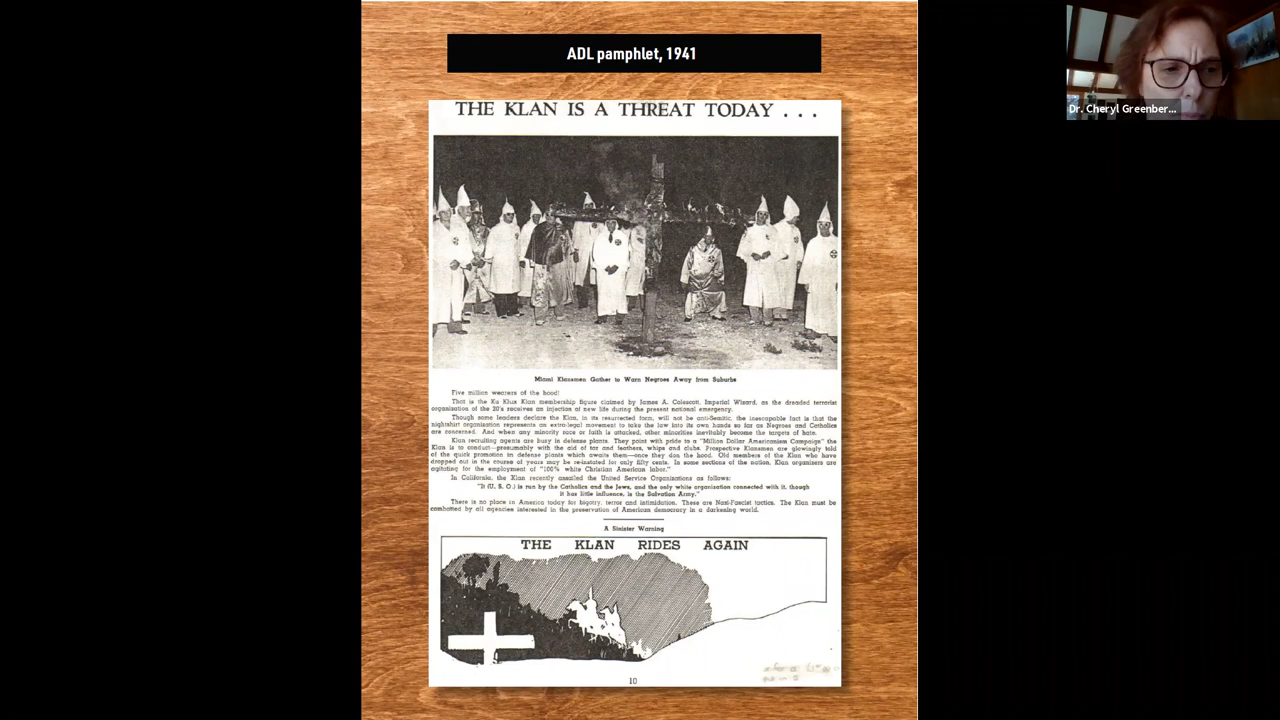 ADL pamphlet, 1941
Dr. Cheryl Greenber...
THE KLAN IS A THREAT TODAY . . .
Miami Klansmen Gather to Warn Negroes Away from Suburbs
Five million wearers of the hood!
That is the Ku Klux Klan membership figure claimed by James A. Colescott, Imperial Wizard, as the dreaded terrorist
organization of the 20's receives an injection of new life during the present national emergency.
Though some leaders declare the Klan, in its resurrected form, will not be anti-Semitic, the inescapable fact is that the
nightshirt organization represents an extra-legal movement to take the law into its own hands so far as Negroes and Catholics
are concerned. And when any minority race or faith is attacked, other minorities inevitably become the targets of hate.
Klan recruiting agents are busy in defense plants. They point with pride to a "Million Dollar Americanism Campaign" the
Klan is to conduct—presumably with the aid of tar and feathers, whips and clubs. Prospective Klansmen are glowingly told
of the quick promotion in defense plants which awaits them—once they don the hood. Old members of the Klan who have
dropped out in the course of years may be re-instated for only fifty cents. In some sections of the nation, Klan organizers are
agitating for the employment of "100% white Christian American labor."
In California, the Klan recently assailed the United Service Organizations as follows:
"It (U. S. O.) is run by the Catholics and the Jews, and the only white organization connected with it, though
it has little influence, is the Salvation Army."
There is no place in America today for bigotry, terror and intimidation. These are Nazi-Fascist tactics. The Klan must be
combatted by all agencies interested in the preservation of American democracy in a darkening world.
A Sinister Warning
THE KLAN RIDES AGAIN
10